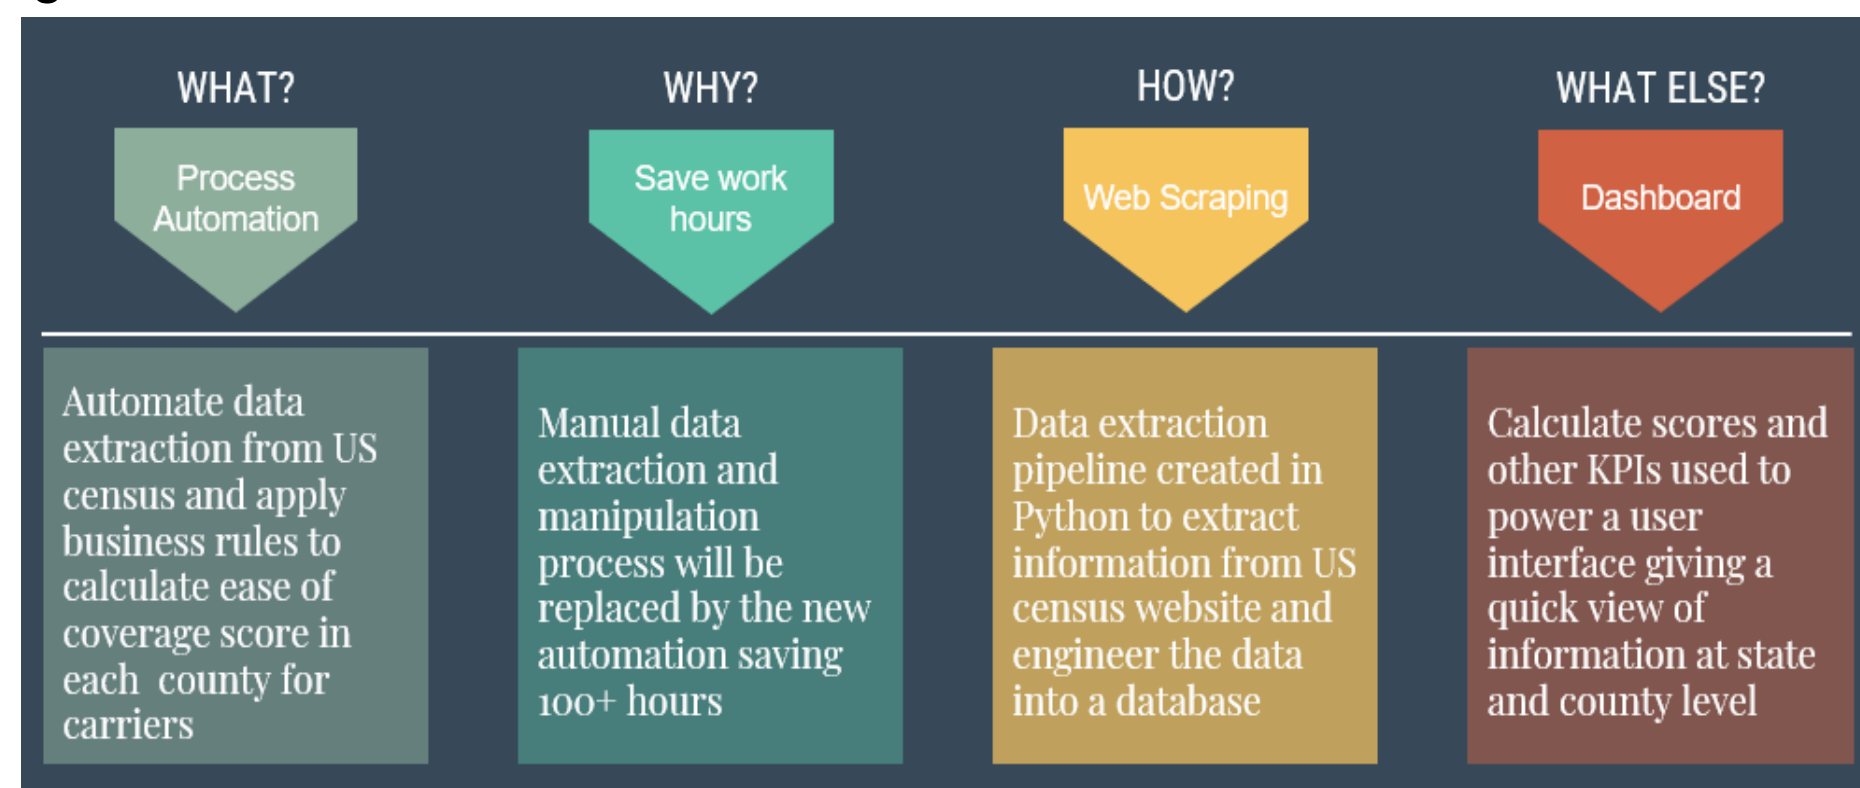 WHAT?
Process
Automation
Automate data
extraction from US
census and apply
business rules to
calculate ease of
coverage score in
each county for
carriers
WHY?
Save work
hours
Manual data
extraction and
manipulation
process will be
replaced by the new
automation saving
100+ hours
HOW?
Web Scraping
Data extraction
pipeline created in
Python to extract
information from US
census website and
engineer the data
into a database
WHAT ELSE?
Dashboard
Calculate scores and
other KPIs used to
power a user
interface giving a
quick view of
information at state
and county level